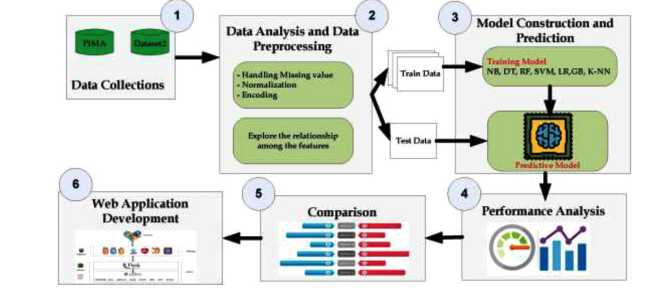 1
PIMA
Dataset2
Data Collections
2
Data Analysis and Data
Preprocessing
- Handling Missing value
- Normalization
- Encoding
Explore the relationship
among the features
Train Data
Test Data
3
Model Construction and
Prediction
Training Model
NB, DT, RF, SVM, LR,GB, K-NN
Predictive Model
4
Performance Analysis
5
Comparison
6
Web Application
Development